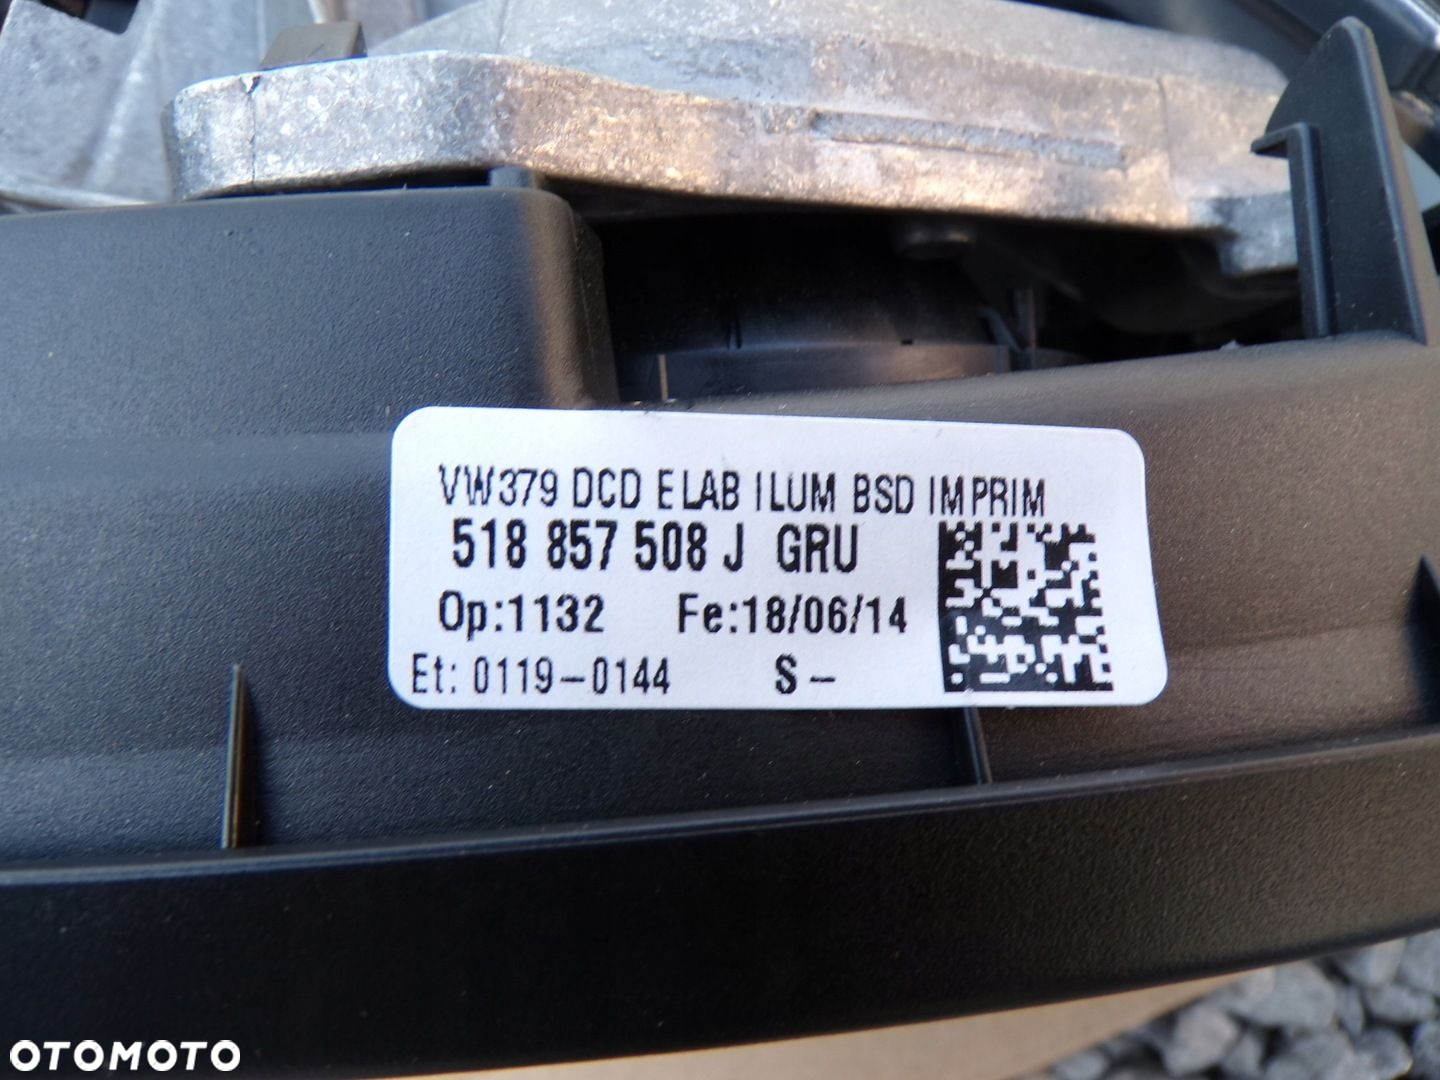 VW379 DCD ELAB ILUM BSD IMPRIM
518 857 508 J GRU
Op:1132 Fe:18/06/14
Et: 0119-0144 S-
OTOMOTO